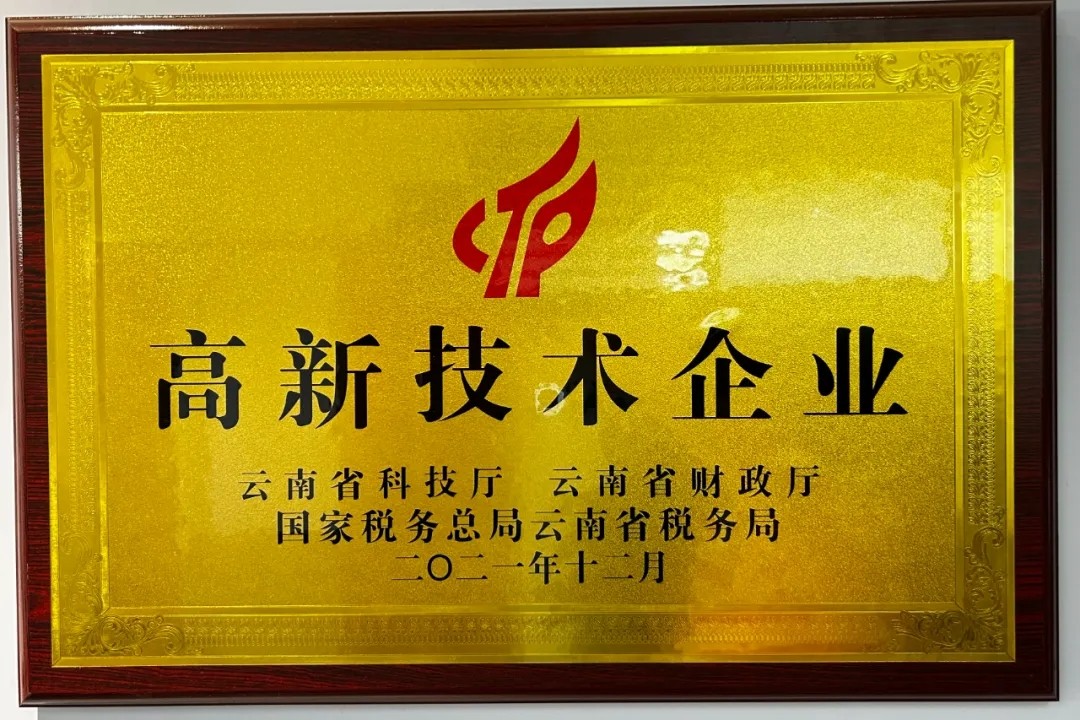 高新技术企业
云南省科技厅 云南省财政厅
国家税务总局云南省税务局
二〇二一年十二月